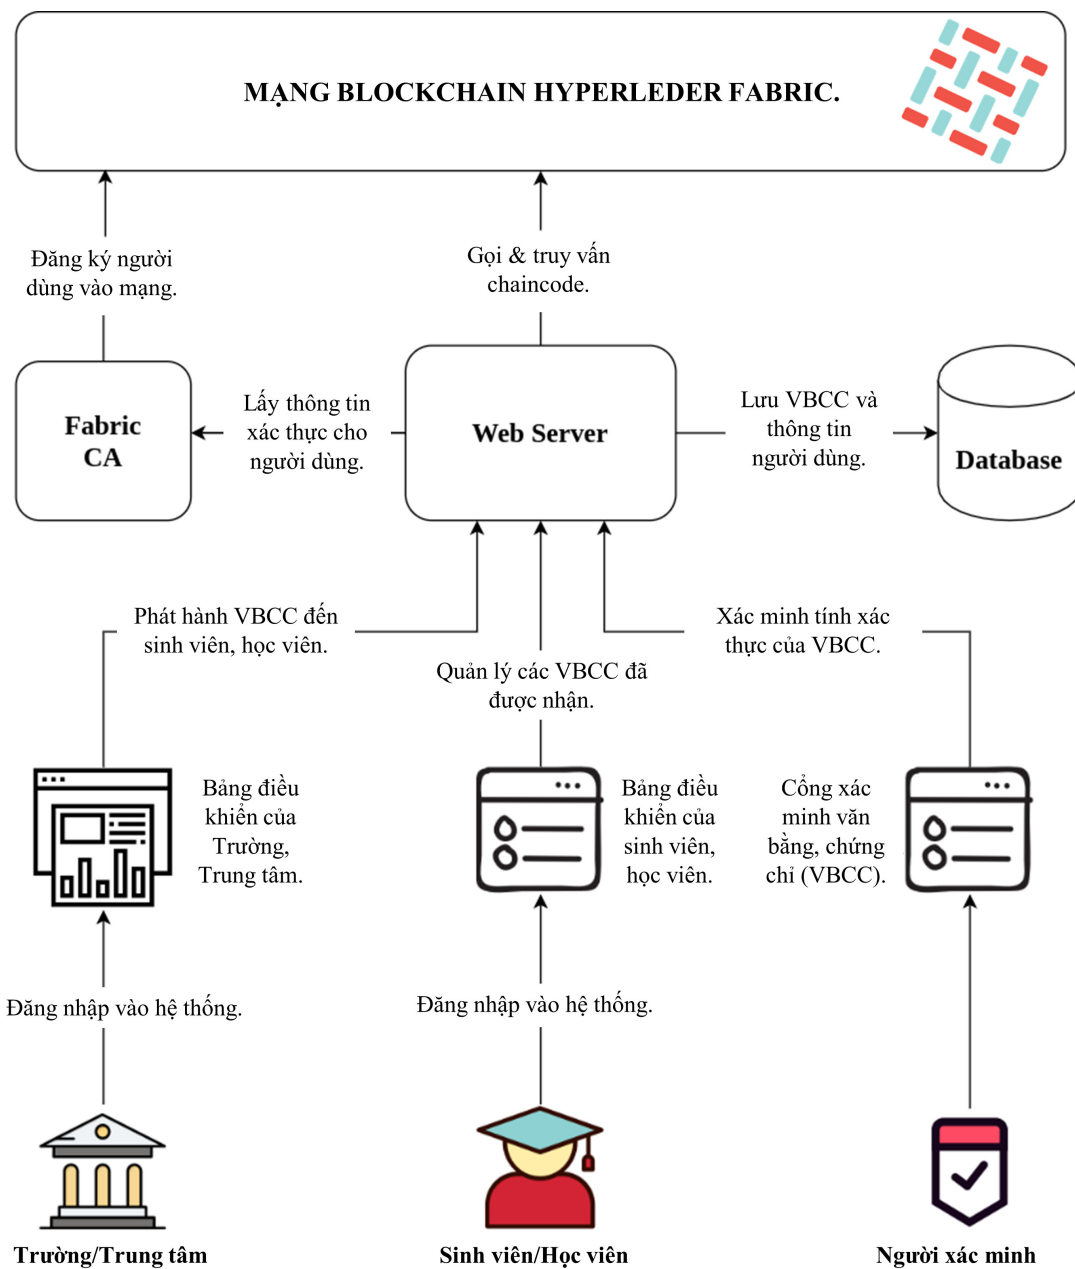 MẠNG BLOCKCHAIN HYPERLEDER FABRIC.
Đăng ký người
dùng vào mạng.
Gọi & truy vấn
chaincode.
Fabric
CA
Lấy thông tin
xác thực cho
người dùng.
Web Server
Lưu VBCC và
thông tin
người dùng.
Database
Phát hành VBCC đến
sinh viên, học viên.
Quản lý các VBCC đã
được nhận.
Xác minh tính xác
thực của VBCC.
Bảng điều
khiển của
Trường,
Trung tâm.
Bảng điều
khiển của
sinh viên,
học viên.
Cổng xác
minh văn
bằng, chứng
chỉ (VBCC).
Đăng nhập vào hệ thống.
Đăng nhập vào hệ thống.
Trường/Trung tâm
Sinh viên/Học viên
Người xác minh